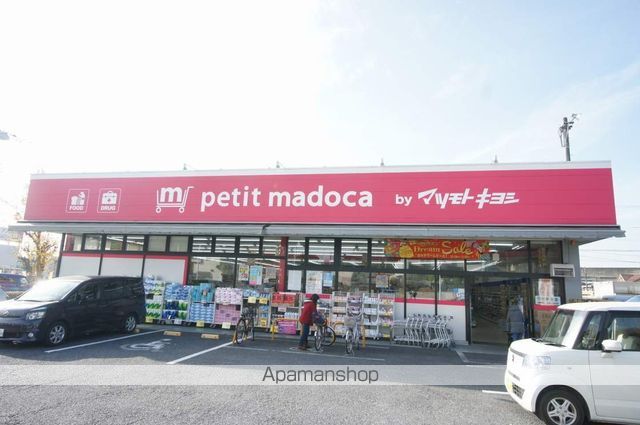 FOOD DRUG m petit madoca by マツモトキヨシ
Dream Sale
Apamanshop